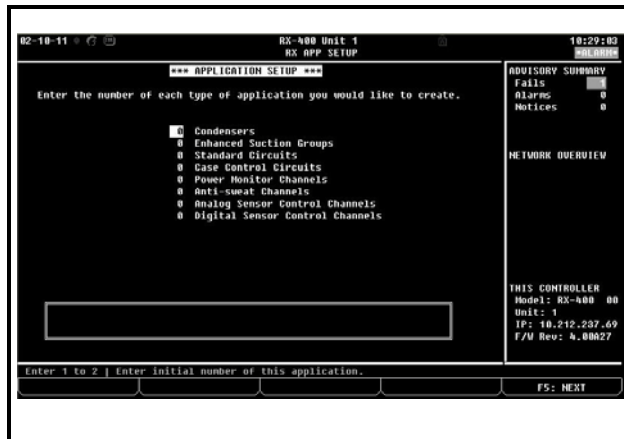 02-10-11 RX-400 Unit 1 10:29:03
RX APP SETUP *ALARM*
*** APPLICATION SETUP ***
Enter the number of each type of application you would like to create.
0 Condensers
0 Enhanced Suction Groups
0 Standard Circuits
0 Case Control Circuits
0 Power Monitor Channels
0 Anti-sweat Channels
0 Analog Sensor Control Channels
0 Digital Sensor Control Channels
ADVISORY SUMMARY
Fails 1
Alarms 0
Notices 0
NETWORK OVERVIEW
THIS CONTROLLER
Model: RX-400 00
Unit: 1
IP: 10.212.237.69
F/W Rev: 4.00A27
Enter 1 to 2 | Enter initial number of this application.
F5: NEXT